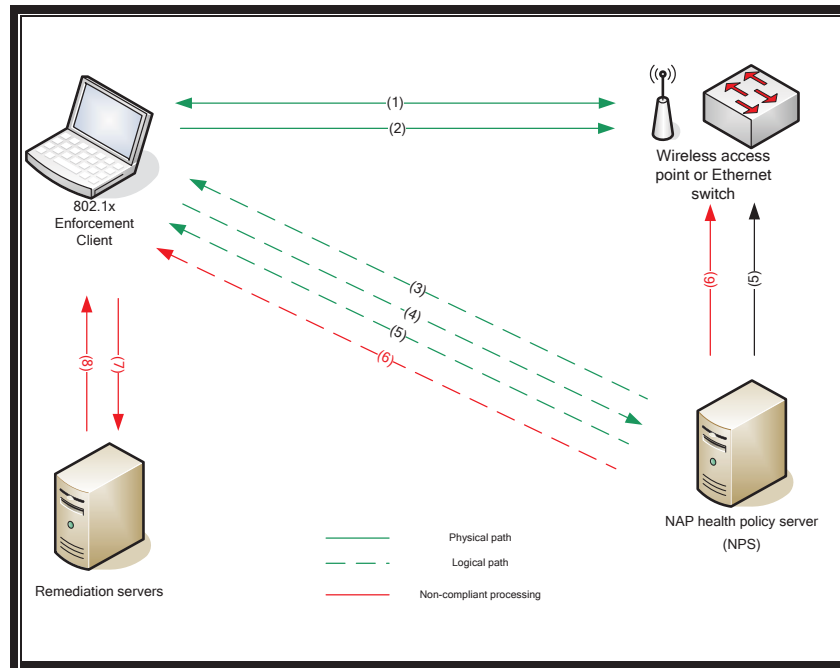 (1)
(2)
802.1x
Enforcement
Client
Wireless access
point or Ethernet
switch
(3)
(4)
(5)
(6)
(6)
(5)
(8)
(7)
Remediation servers
NAP health policy server
(NPS)
Physical path
Logical path
Non-compliant processing